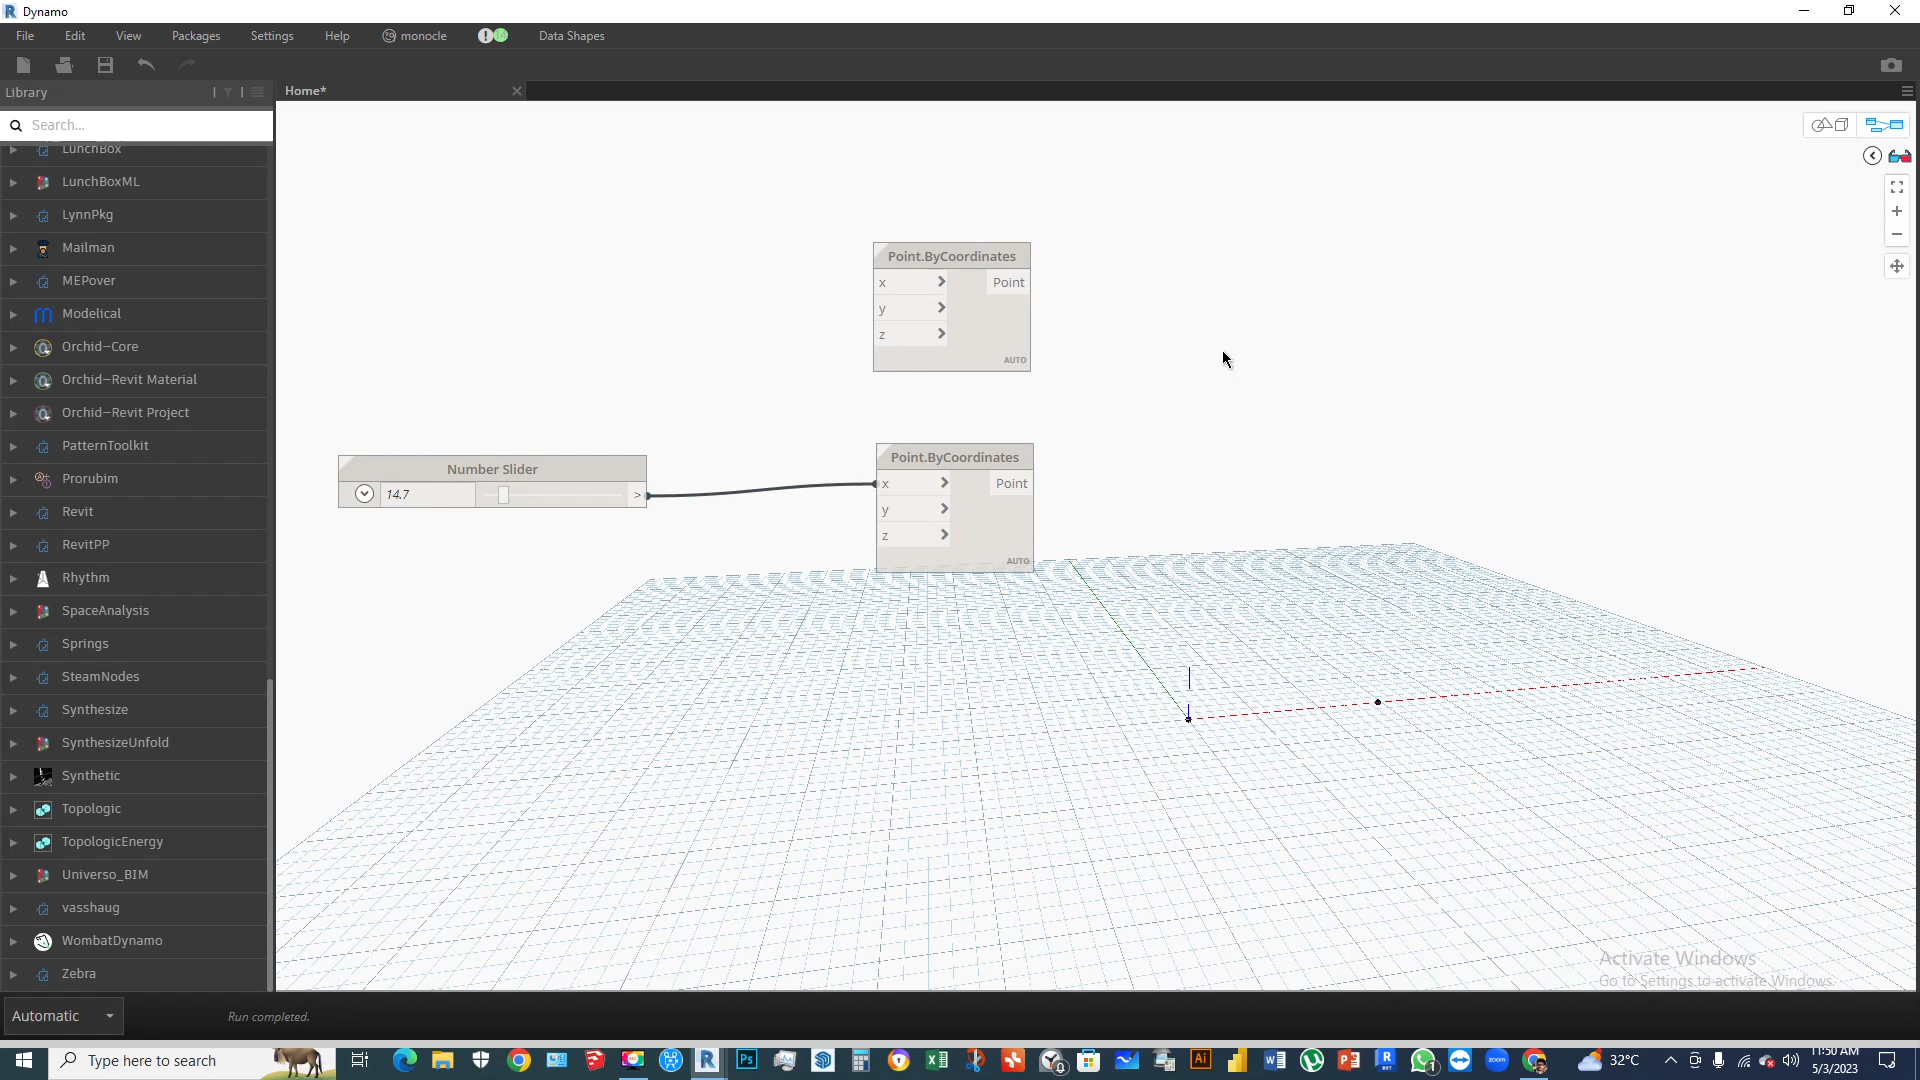 Dynamo
File Edit View Packages Settings Help monocle Data Shapes
Library
Home*
Search...
LunchBox
LunchBoxML
LynnPkg
Mailman
MEPover
Modelical
Orchid-Core
Orchid-Revit Material
Orchid-Revit Project
PatternToolkit
Prorubim
Revit
RevitPP
Rhythm
SpaceAnalysis
Springs
SteamNodes
Synthesize
SynthesizeUnfold
Synthetic
Topologic
TopologicEnergy
Universo_BIM
vasshaug
WombatDynamo
Zebra
Point.ByCoordinates
x > Point
y >
z >
AUTO
Number Slider
14.7 >
Point.ByCoordinates
x > Point
y >
z >
AUTO
Activate Windows
Go to Settings to activate Windows.
Automatic
Run completed.
Type here to search
32°C
11:50 AM
5/3/2023